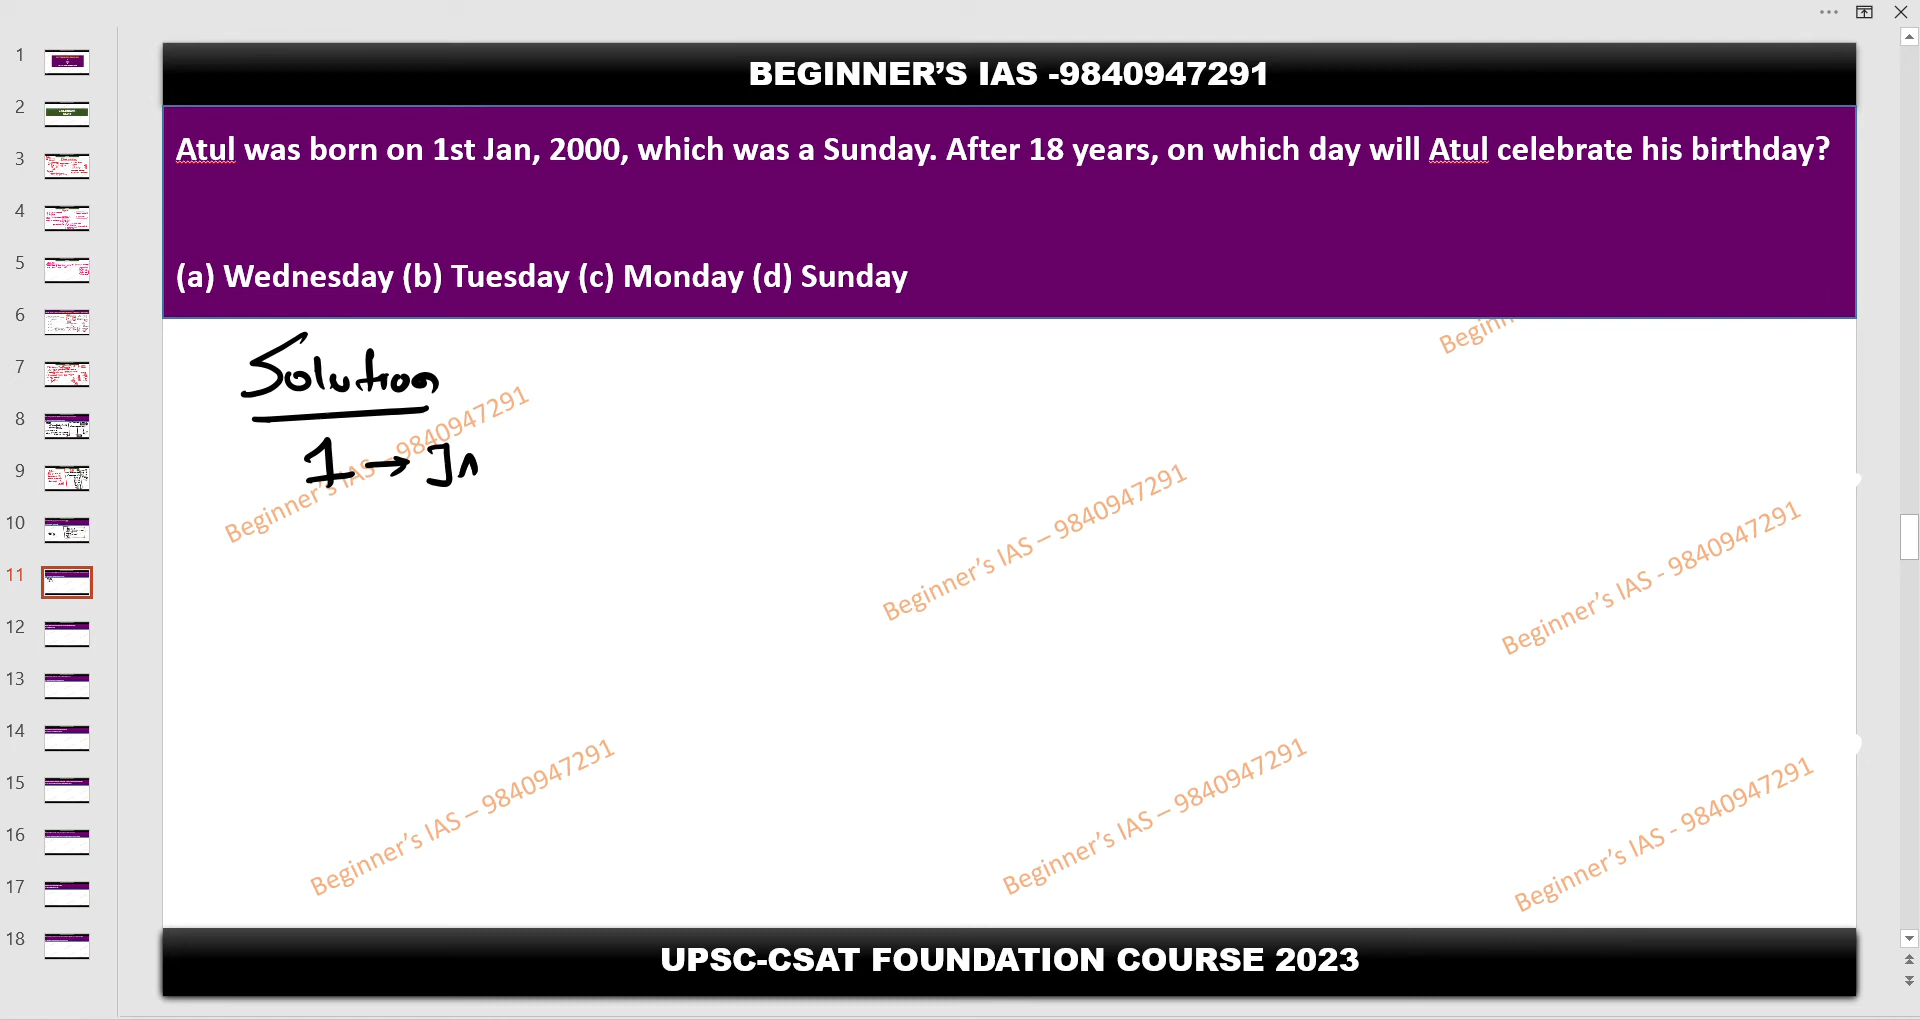 BEGINNER’S IAS -9840947291
Atul was born on 1st Jan, 2000, which was a Sunday. After 18 years, on which day will Atul celebrate his birthday?
(a) Wednesday (b) Tuesday (c) Monday (d) Sunday
Solution
1 → Jn
Beginn
Beginner’s IAS – 9840947291
Beginner’s IAS – 9840947291
Beginner’s IAS - 9840947291
Beginner’s IAS – 9840947291
Beginner’s IAS – 9840947291
Beginner’s IAS - 9840947291
UPSC-CSAT FOUNDATION COURSE 2023
1
2
3
4
5
6
7
8
9
10
11
12
13
14
15
16
17
18